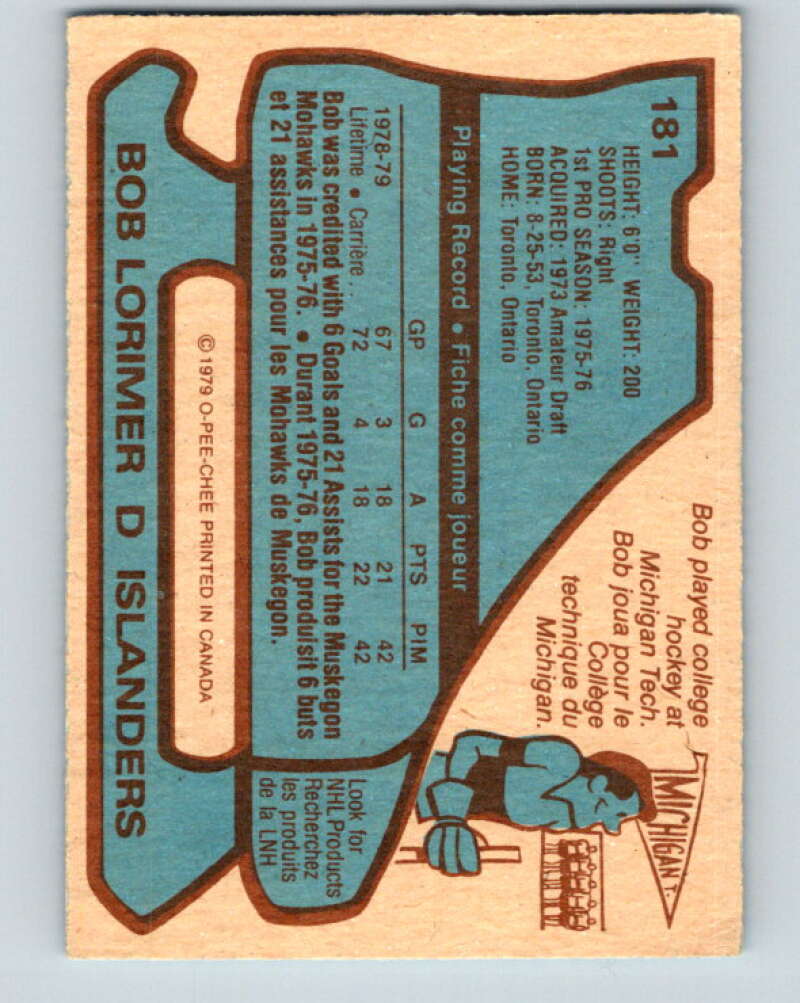 181
HEIGHT: 6'0" WEIGHT: 200
SHOOTS: Right
1st PRO SEASON: 1975-76
ACQUIRED: 1973 Amateur Draft
BORN: 8-25-53, Toronto, Ontario
HOME: Toronto, Ontario
Bob played college
hockey at
Michigan Tech.
Bob joua pour le
Collège
technique du
Michigan.
MICHIGAN T.
Playing Record • Fiche comme joueur
GP G A PTS PIM
1978-79 67 3 18 21 42
Lifetime • Carrière .. 72 4 18 22 42
Bob was credited with 6 Goals and 21 Assists for the Muskegon
Mohawks in 1975-76. • Durant 1975-76, Bob produisit 6 buts
et 21 assistances pour les Mohawks de Muskegon.
Look for
NHL Products
Recherchez
les produits
de la LNH
© 1979 O-PEE-CHEE PRINTED IN CANADA
BOB LORIMER D ISLANDERS